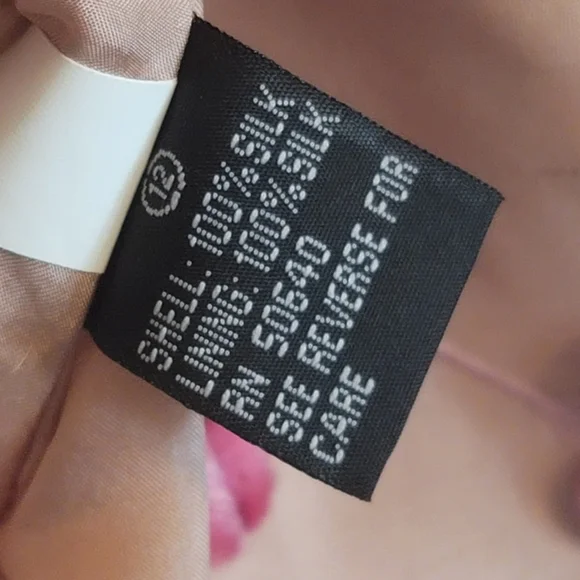 12
SHELL: 100% SILK
LINING: 100% SILK
RN 50640
SEE REVERSE FOR
CARE